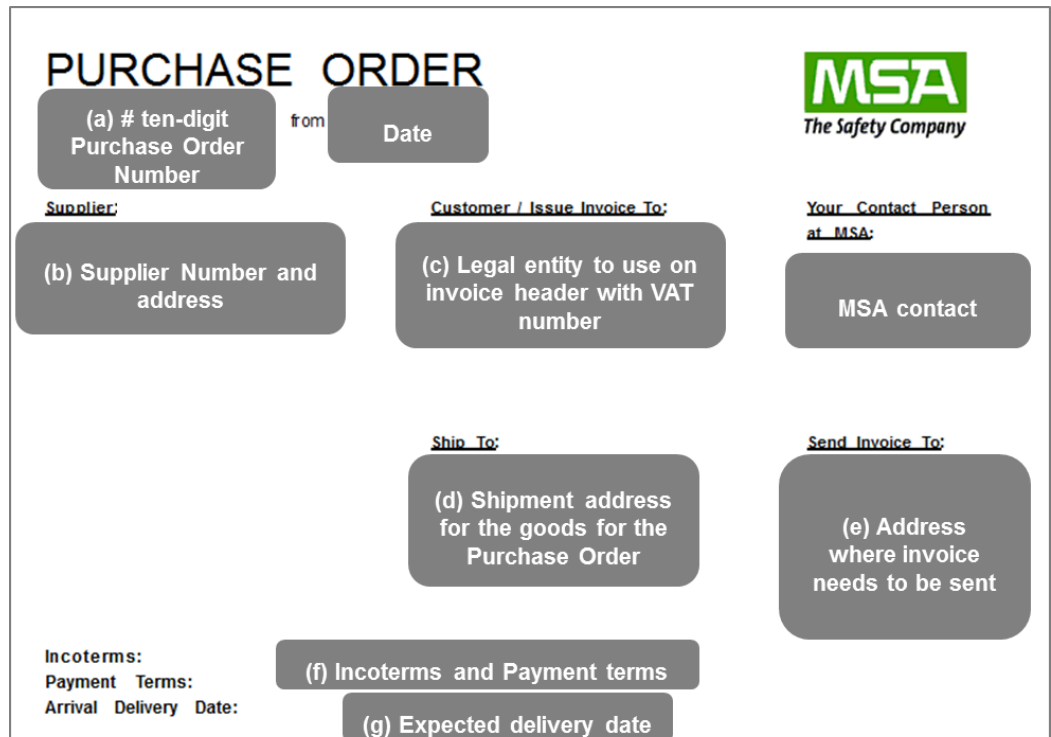 PURCHASE ORDER
(a) # ten-digit
Purchase Order
Number
from
Date
MSA
The Safety Company
Supplier:
(b) Supplier Number and
address
Customer / Issue Invoice To:
(c) Legal entity to use on
invoice header with VAT
number
Your Contact Person
at MSA:
MSA contact
Ship To:
(d) Shipment address
for the goods for the
Purchase Order
Send Invoice To:
(e) Address
where invoice
needs to be sent
Incoterms:
Payment Terms:
(f) Incoterms and Payment terms
Arrival Delivery Date:
(g) Expected delivery date